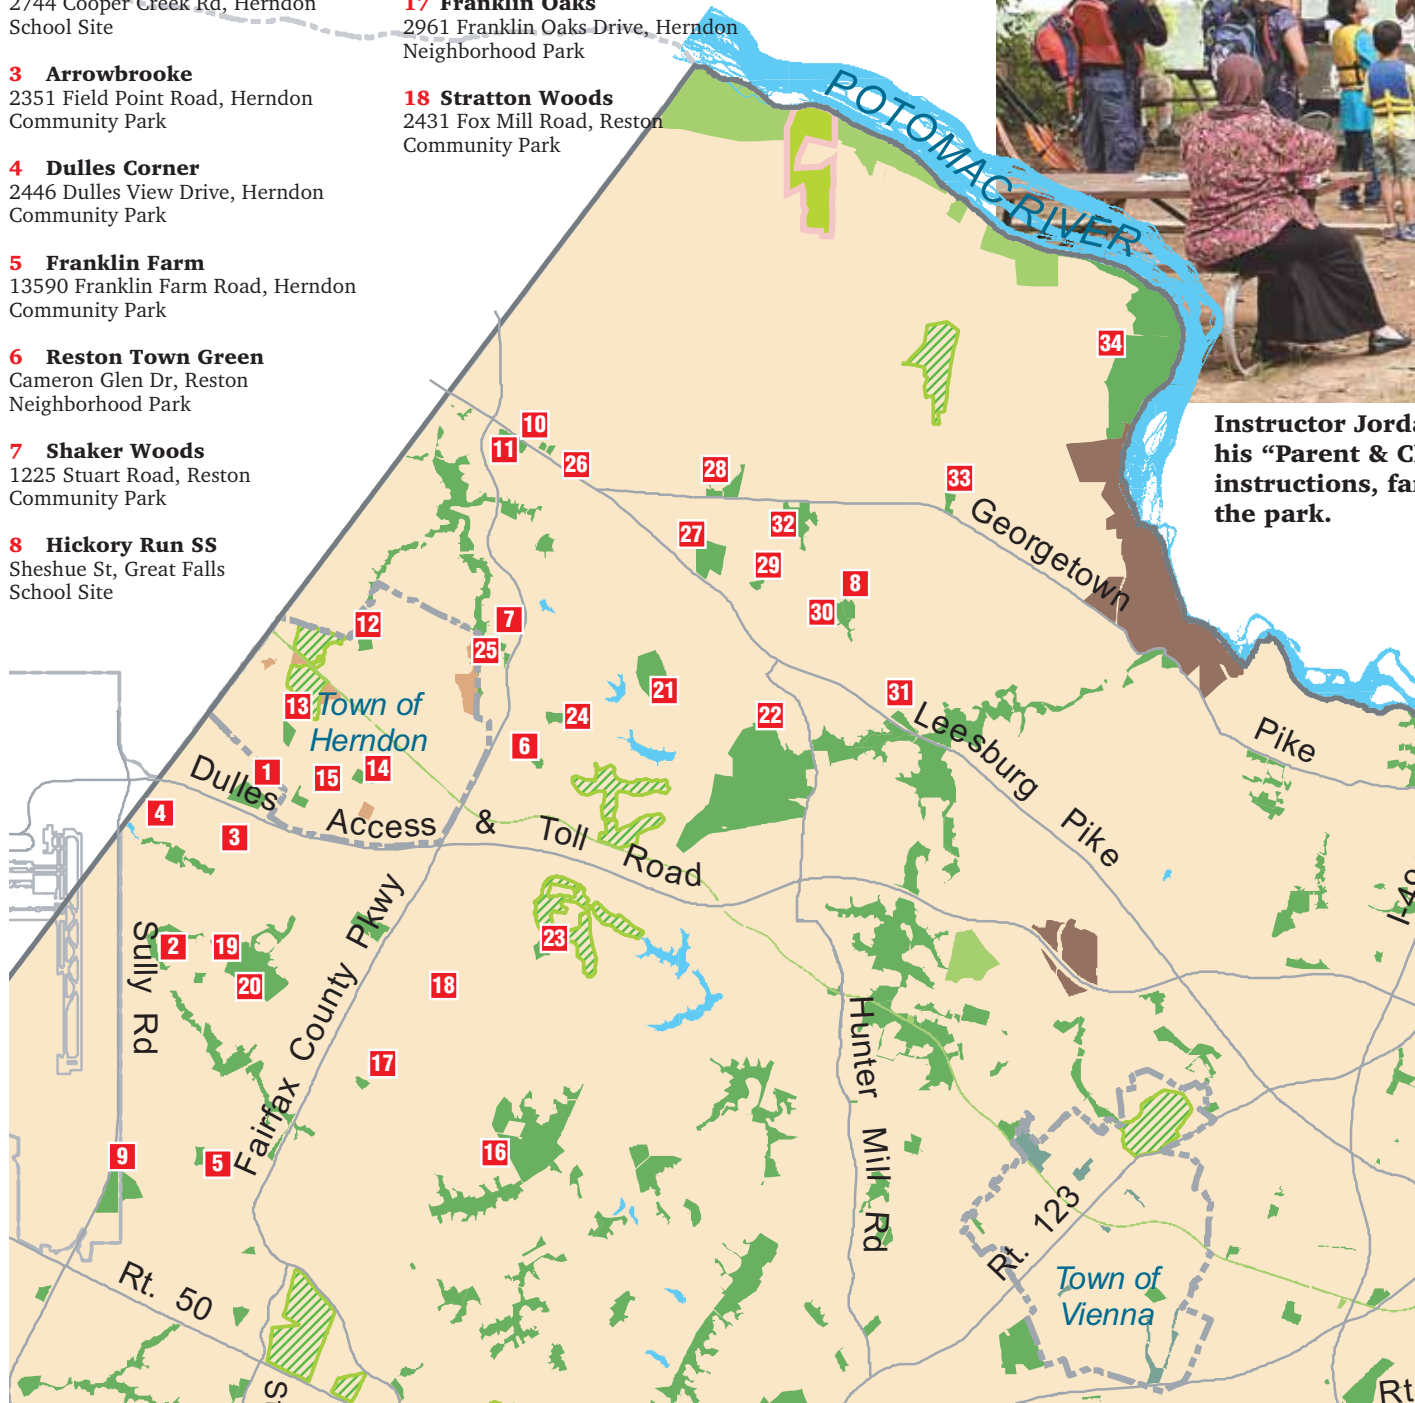 2744 Cooper Creek Rd, Herndon
School Site
3 Arrowbrooke
2351 Field Point Road, Herndon
Community Park
4 Dulles Corner
2446 Dulles View Drive, Herndon
Community Park
5 Franklin Farm
13590 Franklin Farm Road, Herndon
Community Park
6 Reston Town Green
Cameron Glen Dr, Reston
Neighborhood Park
7 Shaker Woods
1225 Stuart Road, Reston
Community Park
8 Hickory Run SS
Sheshue St, Great Falls
School Site
17 Franklin Oaks
2961 Franklin Oaks Drive, Herndon
Neighborhood Park
18 Stratton Woods
2431 Fox Mill Road, Reston
Community Park
POTOMAC RIVER
34
Instructor Jorda
his “Parent & C
instructions, fa
the park.
10
11
26
28
33
Georgetown
Pike
27
32
29
8
30
12
7
25
13
Town of
Herndon
21
24
22
31
Leesburg
Pike
6
1
15
14
4
3
Dulles
Access & Toll Road
2
19
20
Sully Rd
Fairfax County Pkwy
23
18
17
16
9
5
Hunter Mill Rd
Rt. 123
Town of
Vienna
Rt. 50
Rt